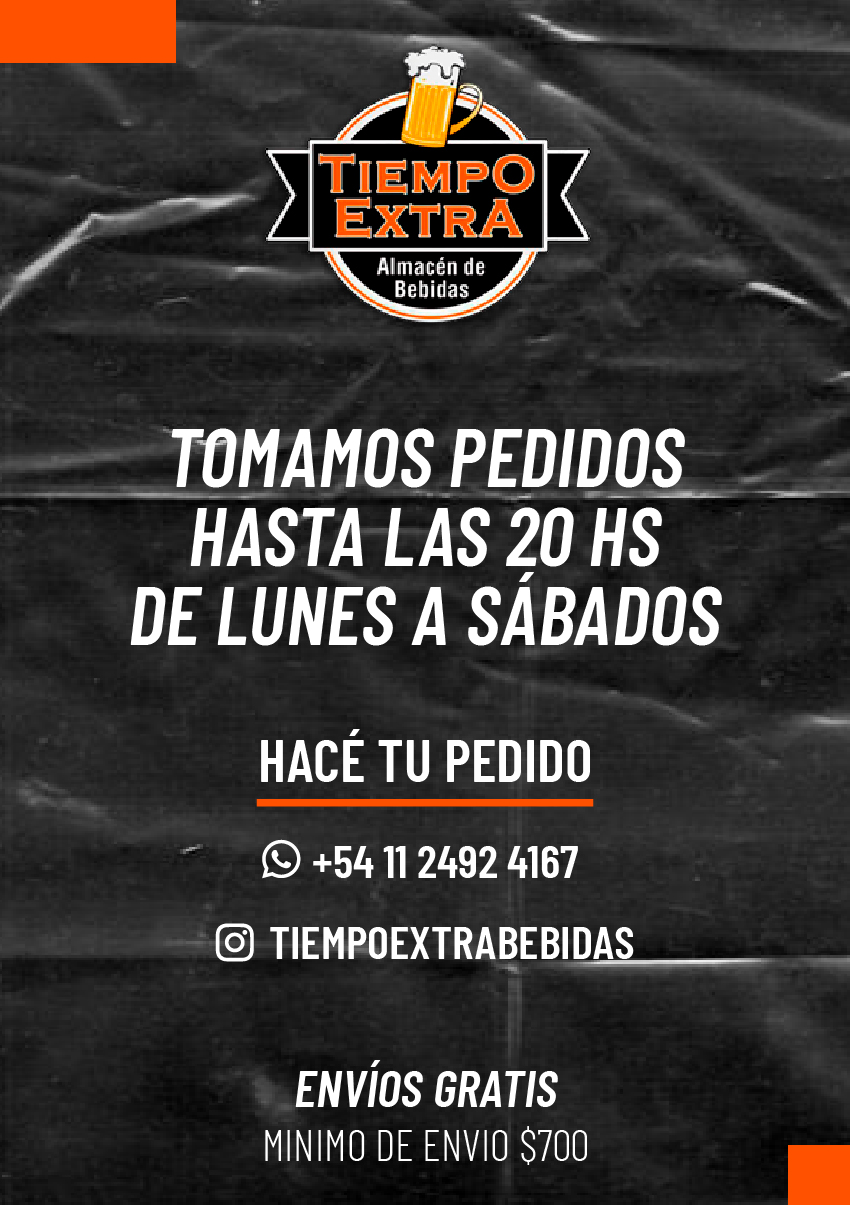 TIEMPO
EXTRA
Almacén de
Bebidas
TOMAMOS PEDIDOS
HASTA LAS 20 HS
DE LUNES A SÁBADOS
HACÉ TU PEDIDO
+54 11 2492 4167
TIEMPOEXTRABEBIDAS
ENVÍOS GRATIS
MINIMO DE ENVIO $700